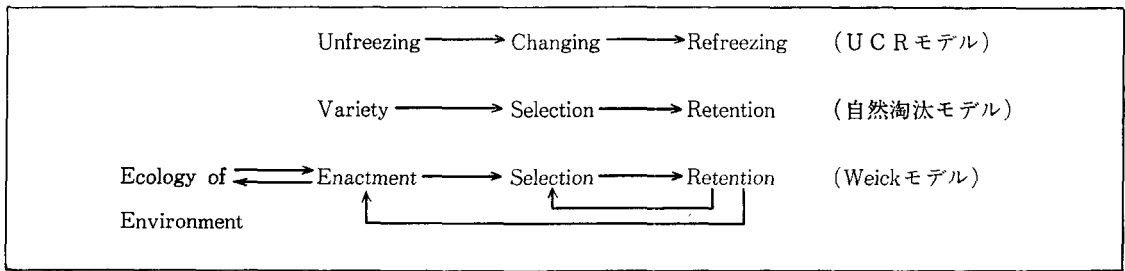 Unfreezing → Changing → Refreezing (UCRモデル)
Variety → Selection → Retention (自然淘汰モデル)
Ecology of ⇄ Enactment → Selection → Retention (Weickモデル)
Environment